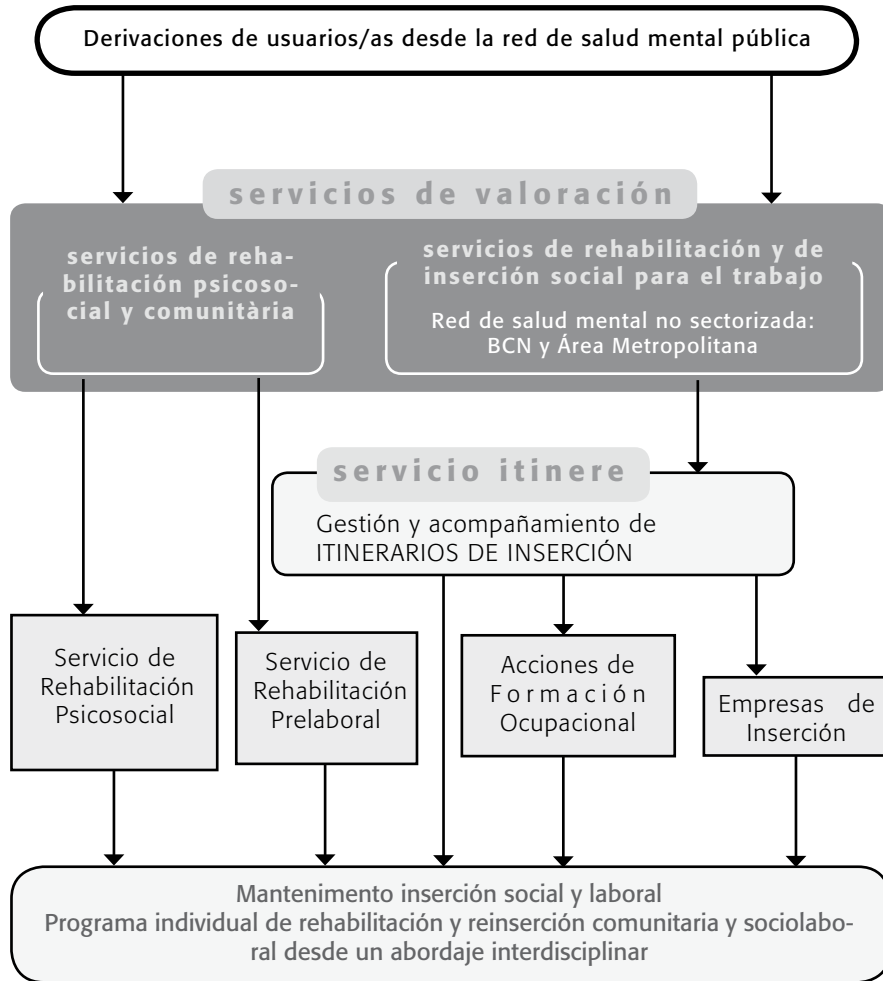 Derivaciones de usuarios/as desde la red de salud mental pública
servicios de valoración
servicios de reha-
bilitación psicoso-
cial y comunitària
servicios de rehabilitación y de
inserción social para el trabajo
Red de salud mental no sectorizada:
BCN y Área Metropolitana
servicio itinere
Gestión y acompañamiento de
ITINERARIOS DE INSERCIÓN
Servicio de
Rehabilitación
Psicosocial
Servicio de
Rehabilitación
Prelaboral
Acciones de
Formación
Ocupacional
Empresas de
Inserción
Mantenimento inserción social y laboral
Programa individual de rehabilitación y reinserción comunitaria y sociolabo-
ral desde un abordaje interdisciplinar